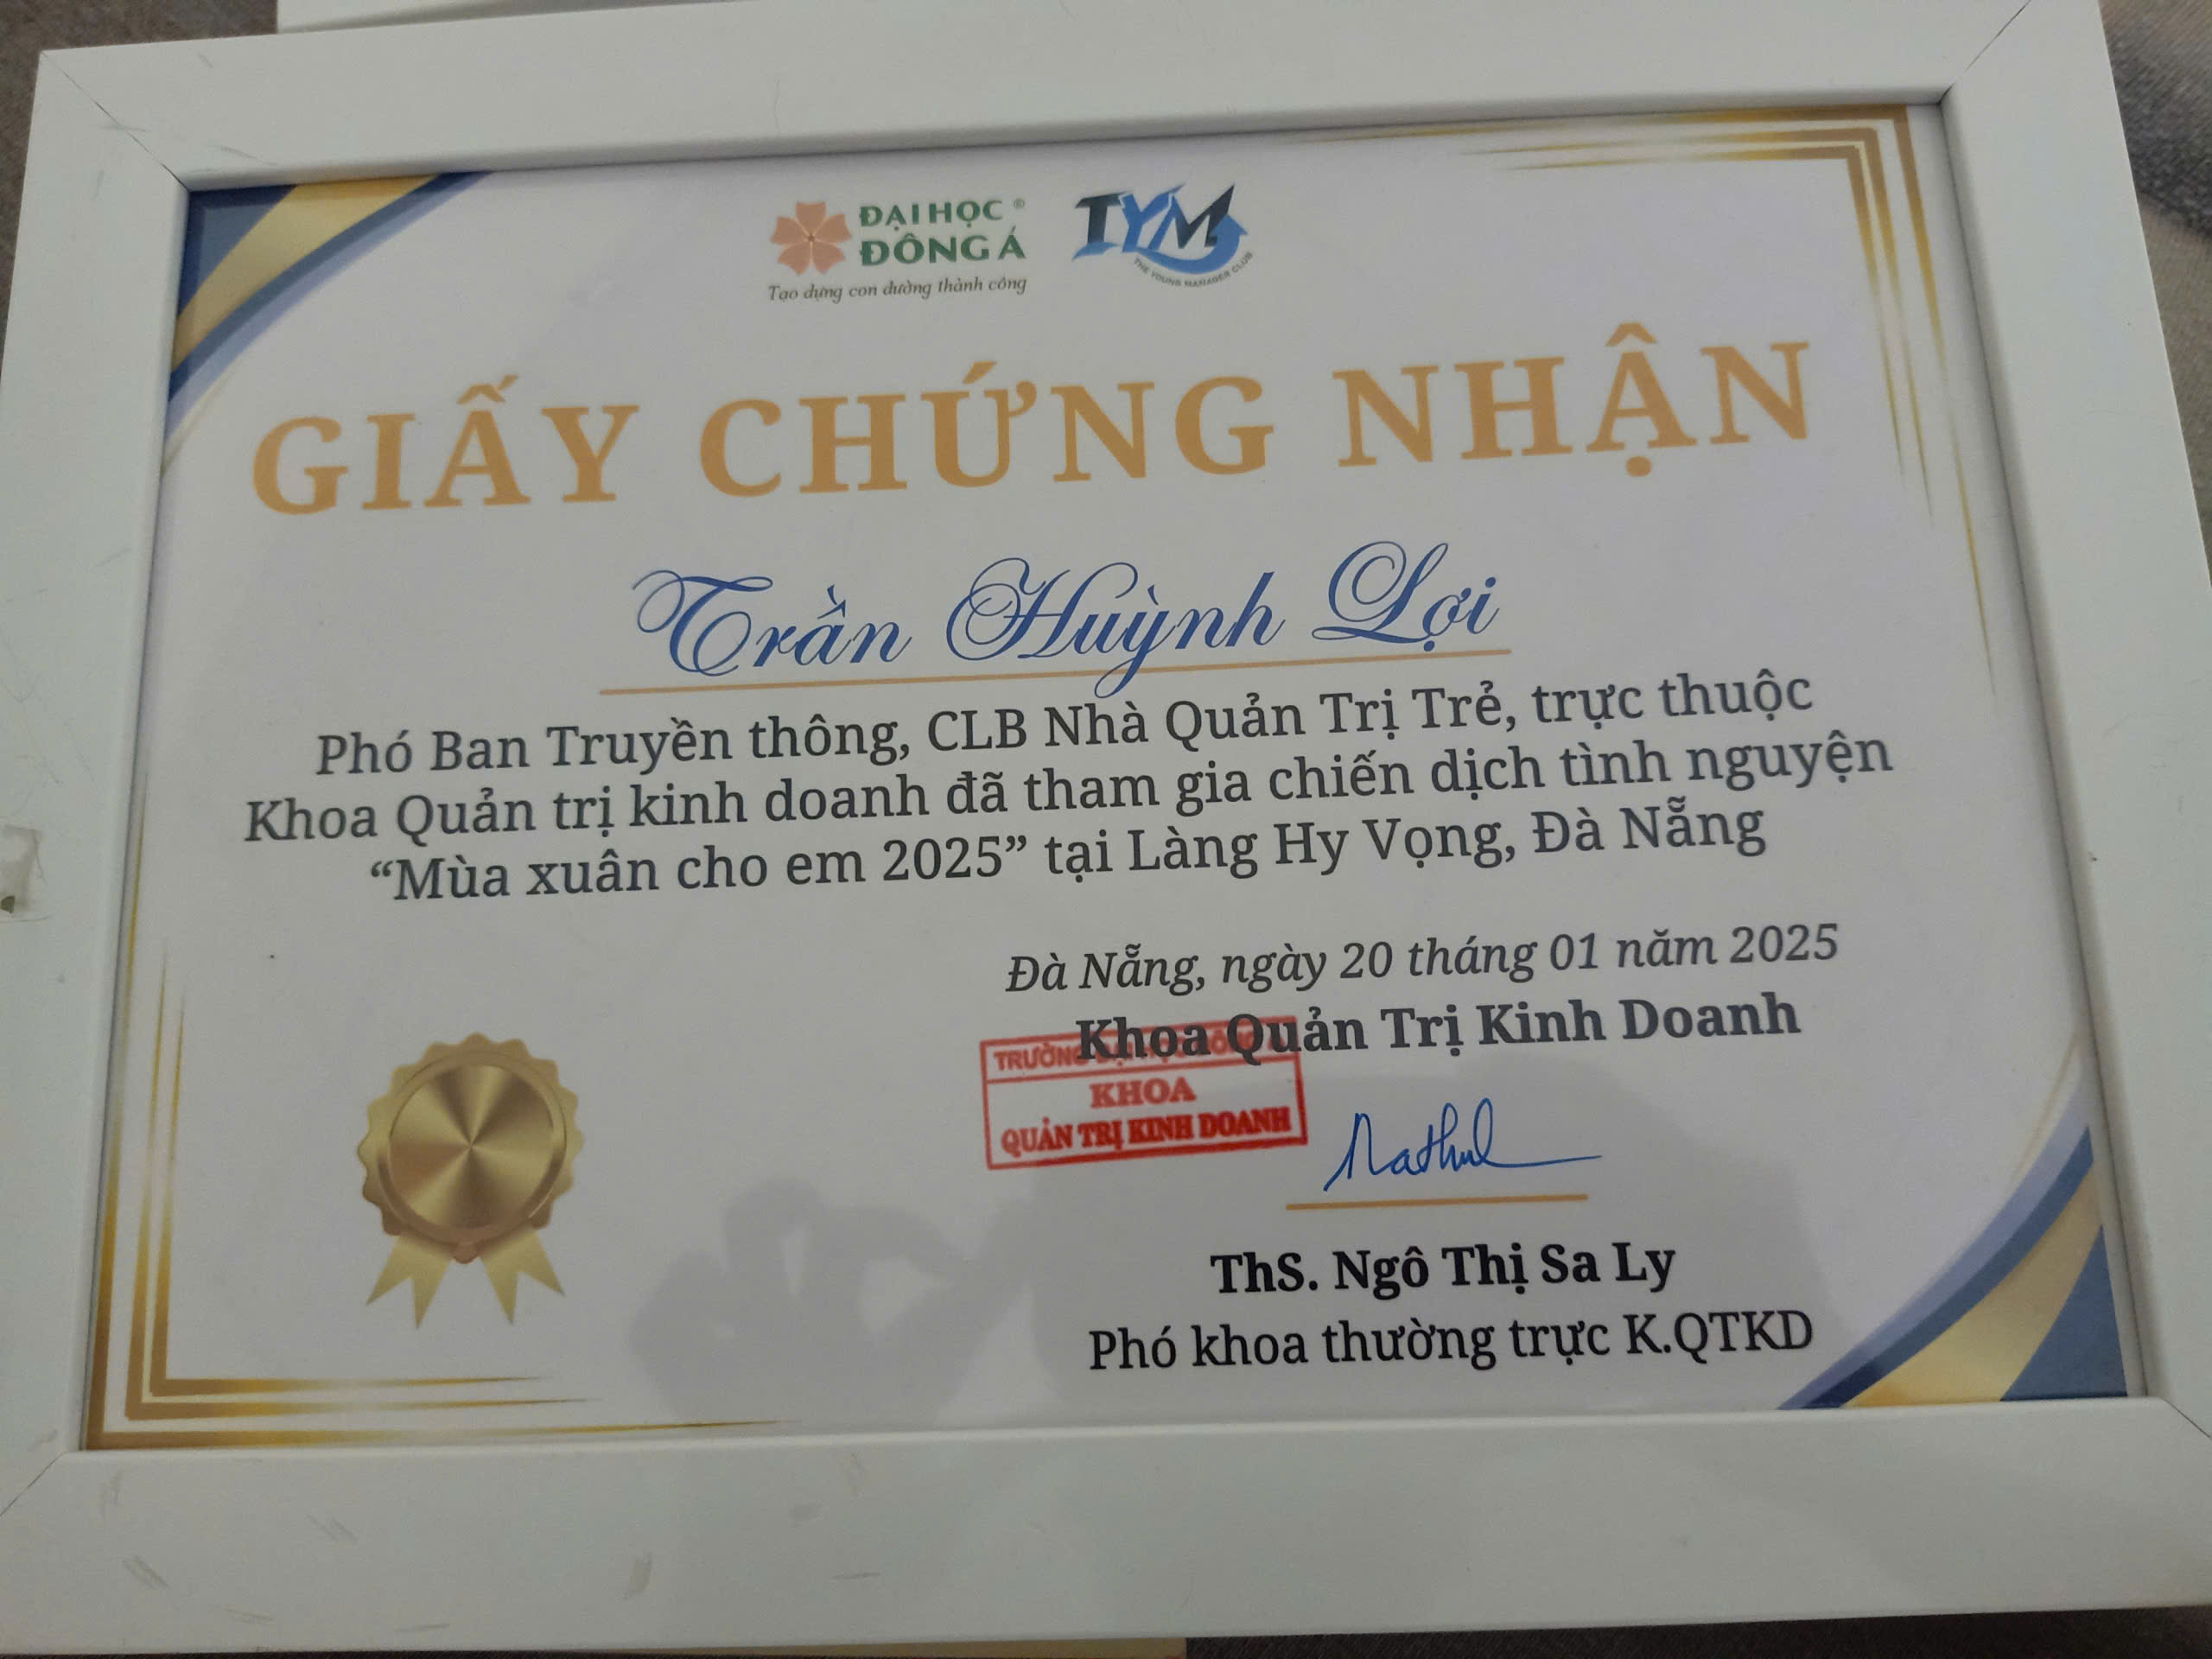 ĐẠI HỌC ®
ĐÔNG Á
Tạo dựng con đường thành công
TYM
THE YOUNG MANAGER CLUB
GIẤY CHỨNG NHẬN
Trần Huỳnh Lợi
Phó Ban Truyền thông, CLB Nhà Quản Trị Trẻ, trực thuộc
Khoa Quản trị kinh doanh đã tham gia chiến dịch tình nguyện
“Mùa xuân cho em 2025” tại Làng Hy Vọng, Đà Nẵng
Đà Nẵng, ngày 20 tháng 01 năm 2025
Khoa Quản Trị Kinh Doanh
TRƯỜNG
KHOA
QUẢN TRỊ KINH DOANH
ThS. Ngô Thị Sa Ly
Phó khoa thường trực K.QTKD